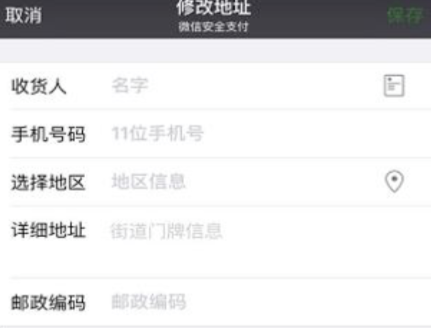 取消 修改地址 保存
微信安全支付
收货人 名字
手机号码 11位手机号
选择地区 地区信息
详细地址 街道门牌信息
邮政编码 邮政编码